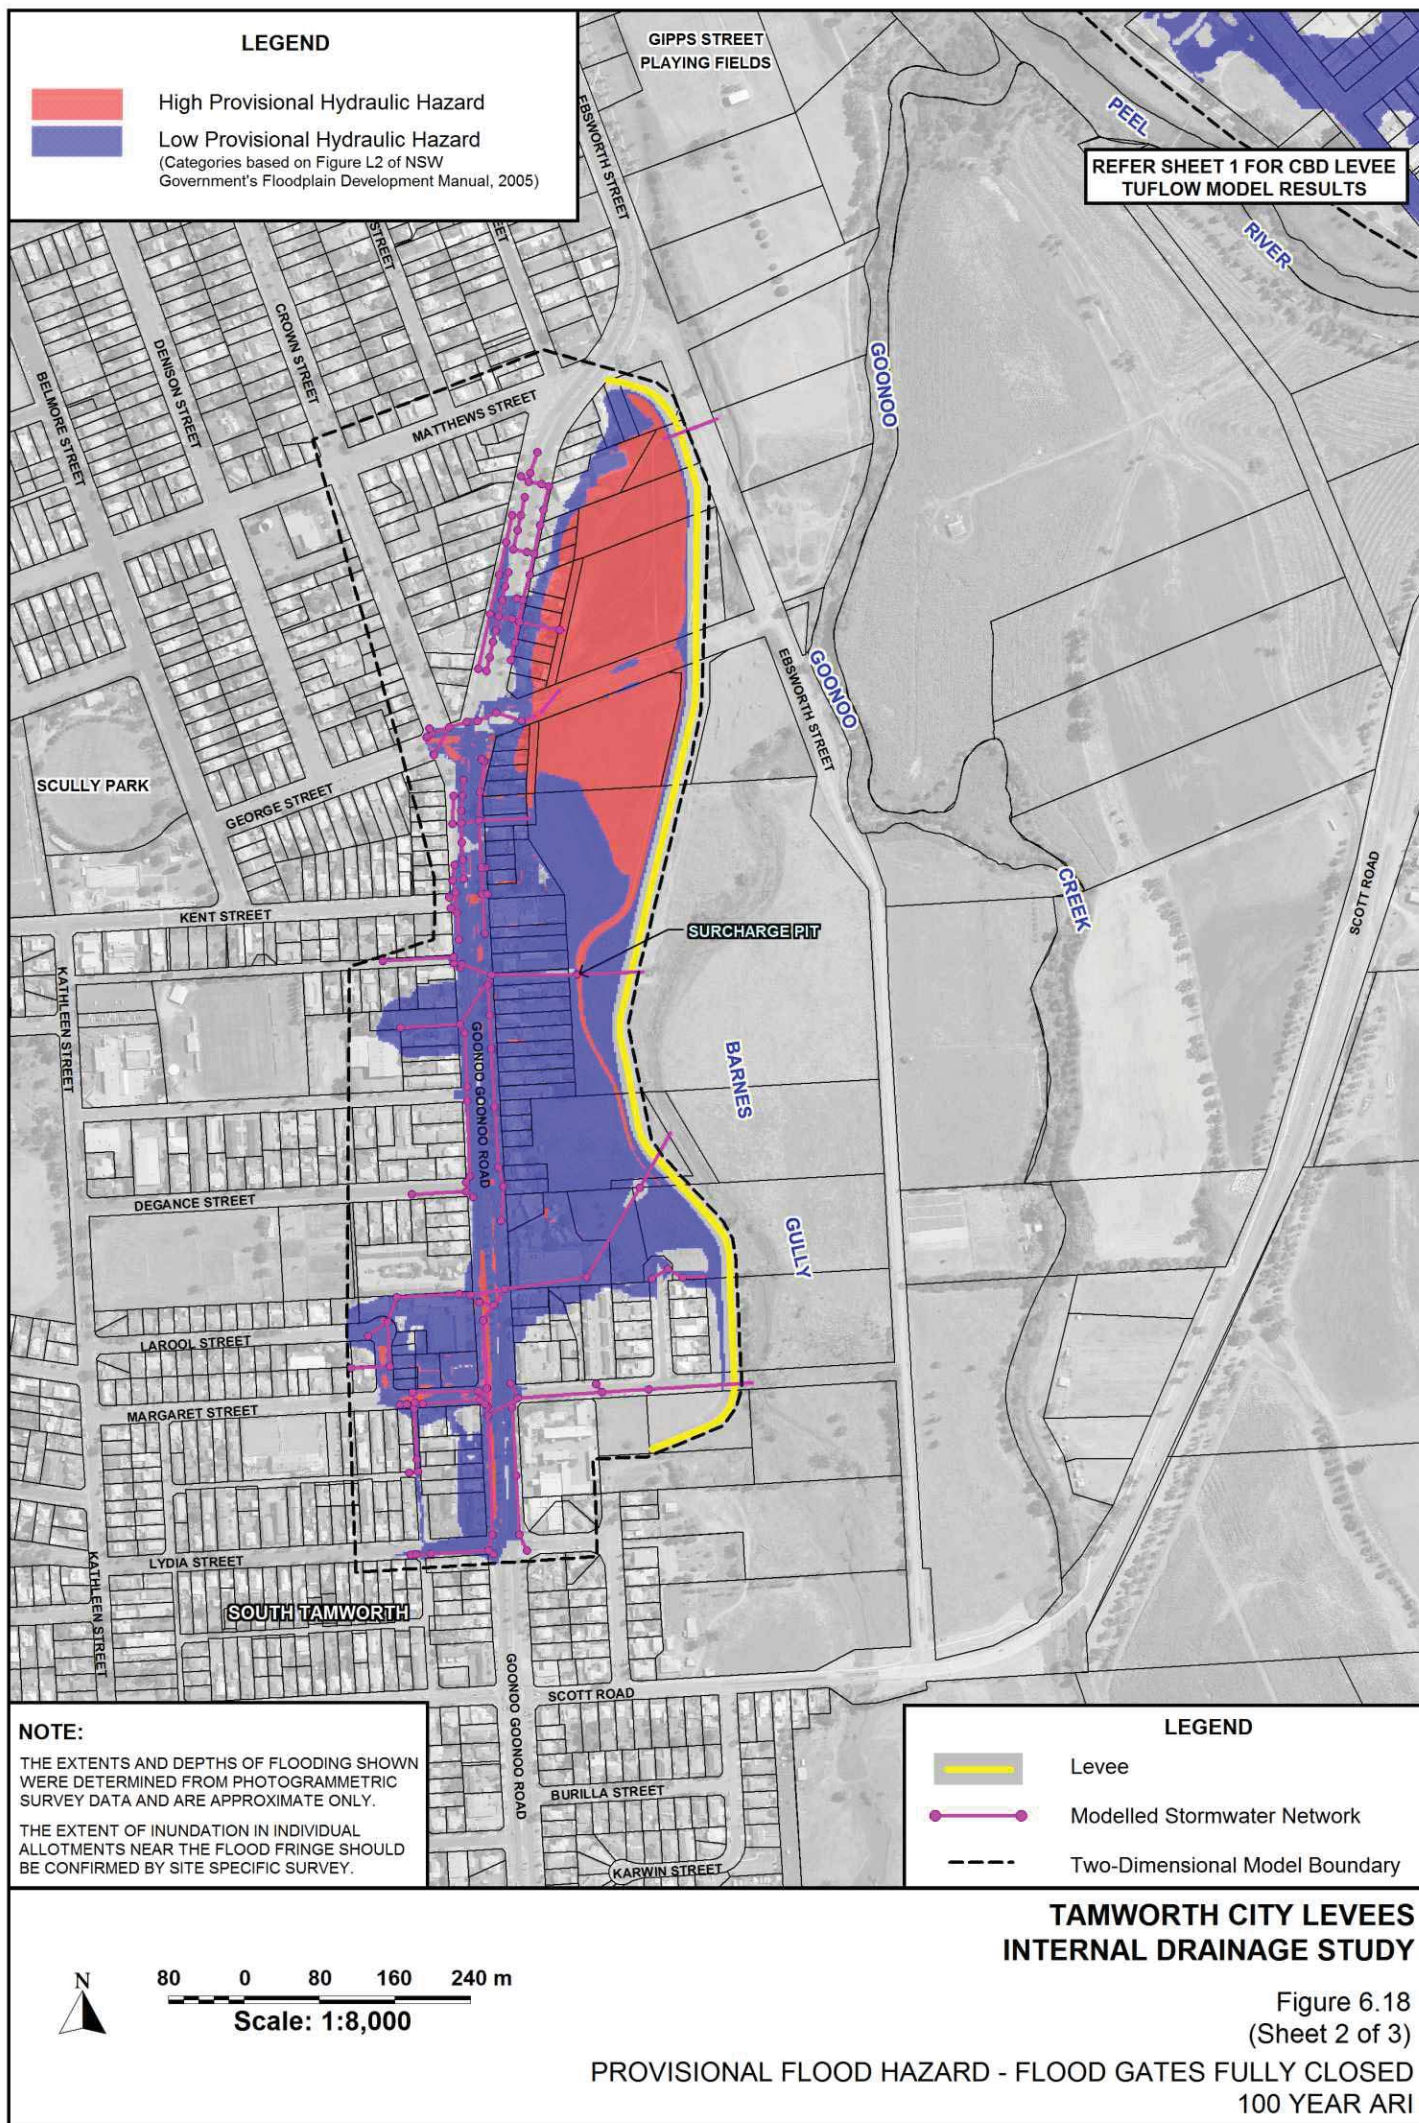 LEGEND
High Provisional Hydraulic Hazard
Low Provisional Hydraulic Hazard
(Categories based on Figure L2 of NSW
Government's Floodplain Development Manual, 2005)
GIPPS STREET
PLAYING FIELDS
EBSWORTH STREET
PEEL
REFER SHEET 1 FOR CBD LEVEE
TUFLOW MODEL RESULTS
RIVER
STREET
EET
CROWN STREET
DENISON STREET
BELMORE STREET
MATTHEWS STREET
GOONOO
GOONOO
EBSWORTH STREET
SCULLY PARK
GEORGE STREET
CREEK
SCOTT ROAD
KENT STREET
SURCHARGE PIT
KATHLEEN STREET
GOONOO GOONOO ROAD
BARNES
DEGANCE STREET
GULLY
LAROOL STREET
MARGARET STREET
LYDIA STREET
KATHLEEN STREET
SOUTH TAMWORTH
GOONOO GOONOO ROAD
SCOTT ROAD
BURILLA STREET
KARWIN STREET
NOTE:
THE EXTENTS AND DEPTHS OF FLOODING SHOWN
WERE DETERMINED FROM PHOTOGRAMMETRIC
SURVEY DATA AND ARE APPROXIMATE ONLY.
THE EXTENT OF INUNDATION IN INDIVIDUAL
ALLOTMENTS NEAR THE FLOOD FRINGE SHOULD
BE CONFIRMED BY SITE SPECIFIC SURVEY.
LEGEND
Levee
Modelled Stormwater Network
Two-Dimensional Model Boundary
N
80 0 80 160 240 m
Scale: 1:8,000
TAMWORTH CITY LEVEES
INTERNAL DRAINAGE STUDY
Figure 6.18
(Sheet 2 of 3)
PROVISIONAL FLOOD HAZARD - FLOOD GATES FULLY CLOSED
100 YEAR ARI